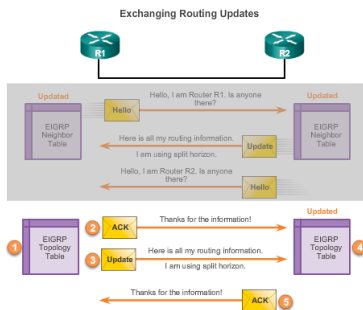 Exchanging Routing Updates
R1
R2
Updated
Updated
Hello, I am Router R1. Is anyone
there?
Hello
EIGRP
Neighbor
Table
EIGRP
Neighbor
Table
Here is all my routing information.
I am using split horizon.
Update
Hello, I am Router R2. Is anyone
there?
Hello
Updated
1
EIGRP
Topology
Table
2
ACK
Thanks for the information!
EIGRP
Topology
Table
4
3
Update
Here is all my routing information.
I am using split horizon.
Thanks for the information!
ACK
5